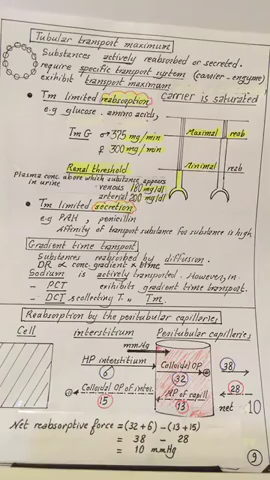 Tubular transport maximum
Substances actively reabsorbed or secreted.
require specific transport system (carrier-enzyme)
exhibit transport maximum
• Tm limited reabsoption carrier is saturated
e.g glucose. amino acids,
Tm G ♂ 375 mg/min Maximal reab
♀ 300 mg/min
Renal threshold Minimal reab
Plasma conc. above which substance appears
in urine
· venous 180 mg/dl
arterial 200 mg/dl
• Tm limited secretion
e.g PAH, penicillin
Affinity of transport substance for substance is high
Gradient time transport
Substances reabsorbed by diffusion.
DR ∝ conc gradient & time
Sodium is actively transported. However, in
- PCT exhibits gradient time transport.
- DCT & collecting T. Tm.
Reabsorption by the peritubular capillaries
Cell interstitium Peritubular capillaries
mmHg
HP interstitium
6
Colloidal OP
32
38
Colloidal OP of inter.
15
HP of capill.
13
28
net 10
Net reabsorptive force = (32+6) - (13+15)
= 38 - 28
= 10 mmHg
9